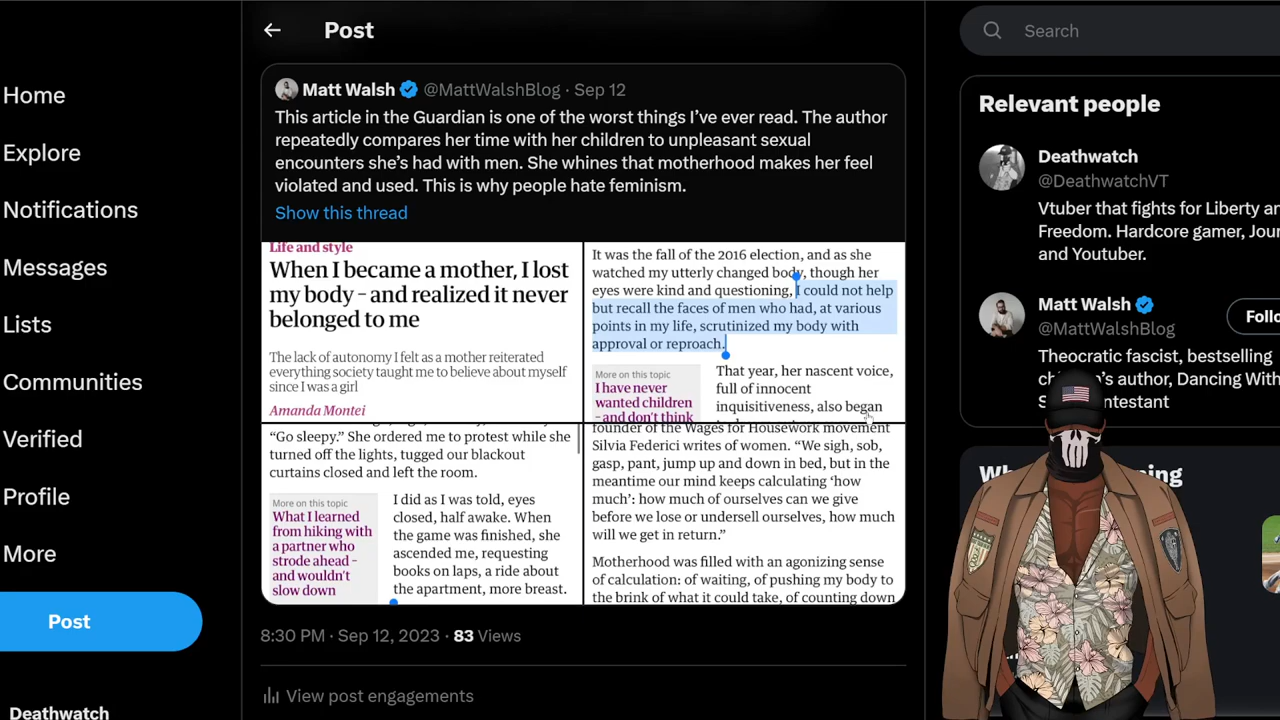 Home
Explore
Notifications
Messages
Lists
Communities
Verified
Profile
More
Post
Deathwatch
Post
Matt Walsh @MattWalshBlog · Sep 12
This article in the Guardian is one of the worst things I've ever read. The author
repeatedly compares her time with her children to unpleasant sexual
encounters she's had with men. She whines that motherhood makes her feel
violated and used. This is why people hate feminism.
Show this thread
Life and style
When I became a mother, I lost
my body – and realized it never
belonged to me
The lack of autonomy I felt as a mother reiterated
everything society taught me to believe about myself
since I was a girl
Amanda Montei
It was the fall of the 2016 election, and as she
watched my utterly changed body, though her
eyes were kind and questioning, I could not help
but recall the faces of men who had, at various
points in my life, scrutinized my body with
approval or reproach.
More on this topic
I have never
wanted children
– and don't think
That year, her nascent voice,
full of innocent
inquisitiveness, also began
"Go sleepy." She ordered me to protest while she
turned off the lights, tugged our blackout
curtains closed and left the room.
More on this topic
What I learned
from hiking with
a partner who
strode ahead –
and wouldn't
slow down
I did as I was told, eyes
closed, half awake. When
the game was finished, she
ascended me, requesting
books on laps, a ride about
the apartment, more breast.
founder of the Wages for Housework movement
Silvia Federici writes of women. "We sigh, sob,
gasp, pant, jump up and down in bed, but in the
meantime our mind keeps calculating 'how
much': how much of ourselves can we give
before we lose or undersell ourselves, how much
will we get in return."
Motherhood was filled with an agonizing sense
of calculation: of waiting, of pushing my body to
the brink of what it could take, of counting down
8:30 PM · Sep 12, 2023 · 83 Views
View post engagements
Search
Relevant people
Deathwatch
@DeathwatchVT
Vtuber that fights for Liberty an
Freedom. Hardcore gamer, Jour
and Youtuber.
Matt Walsh
@MattWalshBlog
Follo
Theocratic fascist, bestselling
author, Dancing With